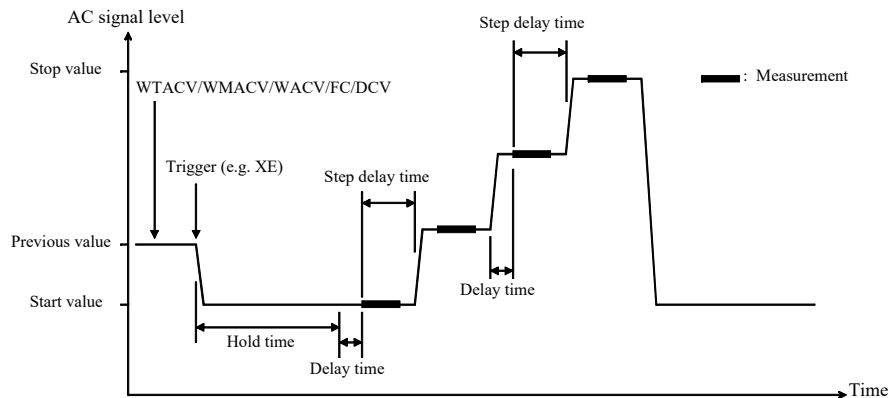 AC signal level
Step delay time
Stop value
: Measurement
WTACV/WMACV/WACV/FC/DCV
Trigger (e.g. XE)
Step delay time
Previous value
Delay time
Start value
Hold time
Delay time
Time